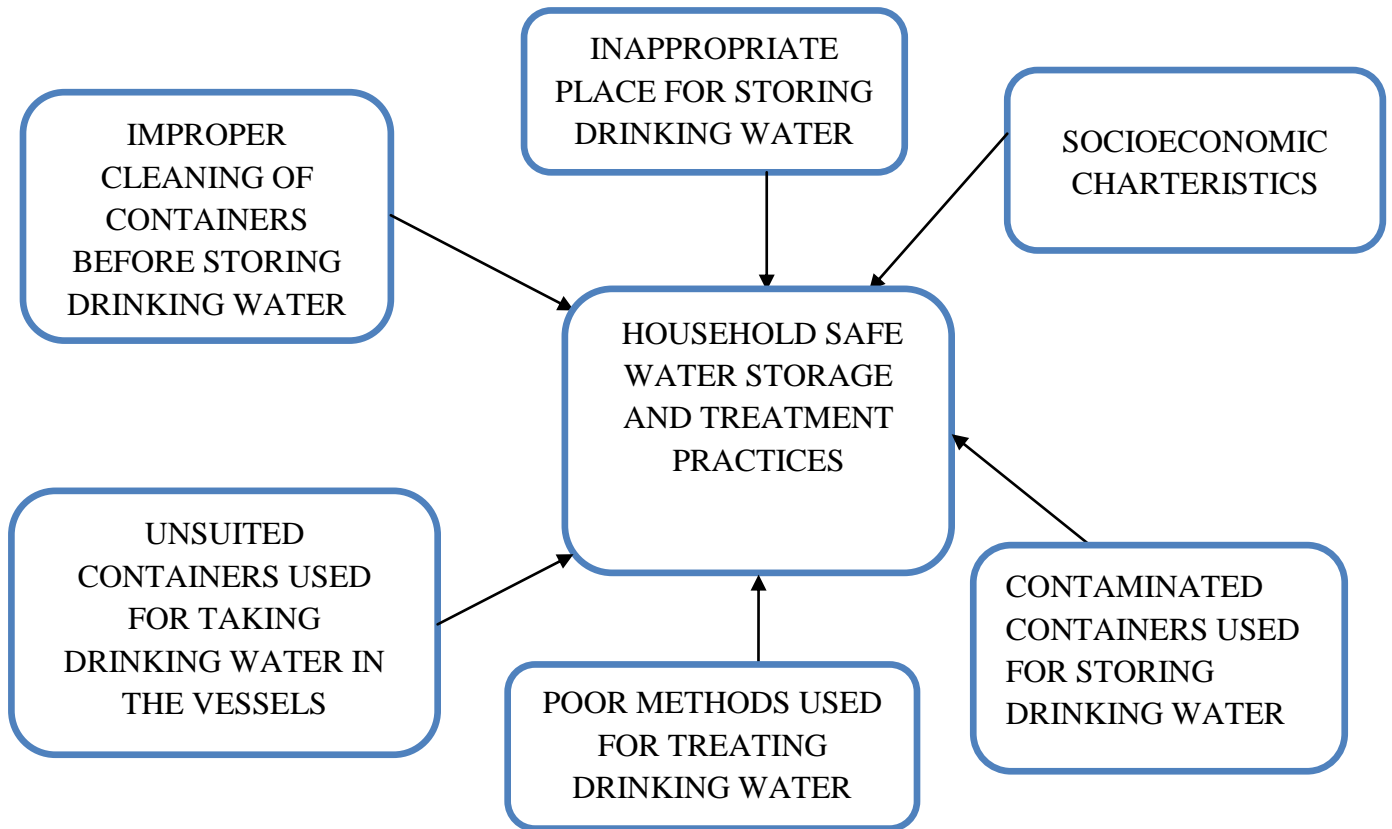 INAPPROPRIATE
PLACE FOR STORING
DRINKING WATER
IMPROPER
CLEANING OF
CONTAINERS
BEFORE STORING
DRINKING WATER
SOCIOECONOMIC
CHARTERISTICS
HOUSEHOLD SAFE
WATER STORAGE
AND TREATMENT
PRACTICES
UNSUITED
CONTAINERS USED
FOR TAKING
DRINKING WATER IN
THE VESSELS
POOR METHODS USED
FOR TREATING
DRINKING WATER
CONTAMINATED
CONTAINERS USED
FOR STORING
DRINKING WATER